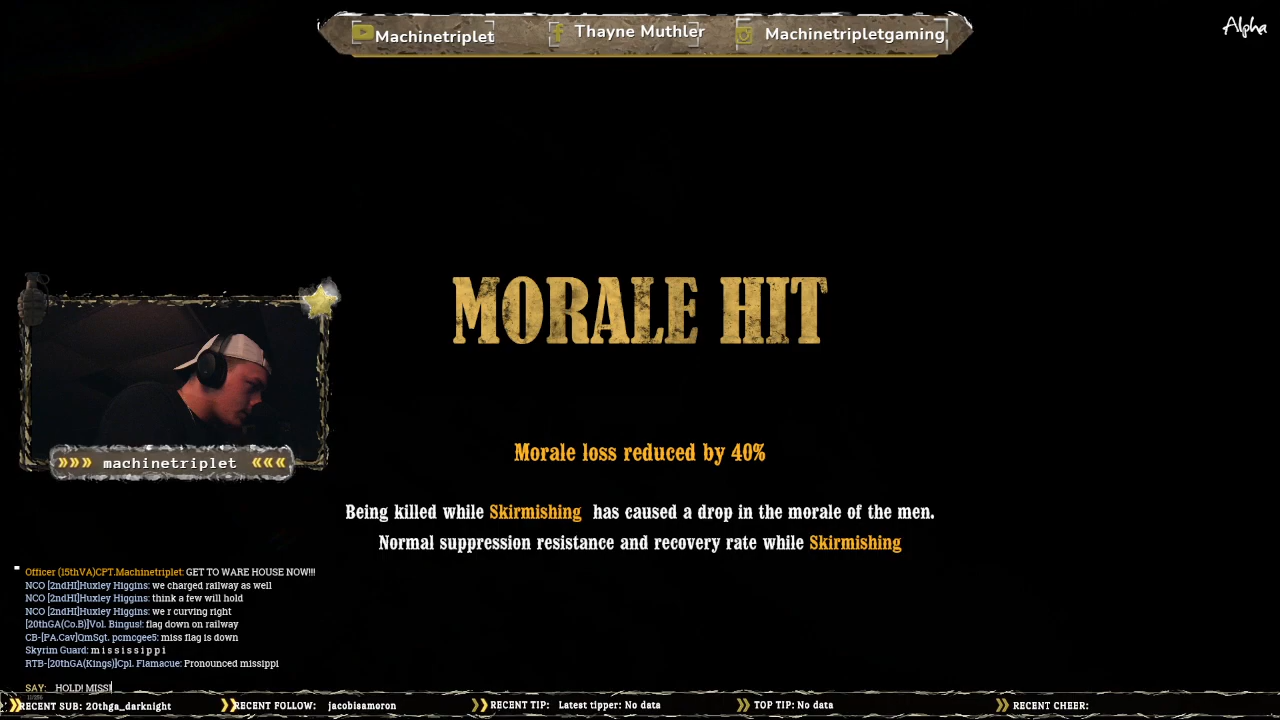 Machinetriplet
Thayne Muthler
Machinetripletgaming
Alpha
MORALE HIT
Morale loss reduced by 40%
Being killed while Skirmishing has caused a drop in the morale of the men.
Normal suppression resistance and recovery rate while Skirmishing
»»» machinetriplet «««
Officer (15thVA)CPT.Machinetriplet: GET TO WARE HOUSE NOW!!!
NCO [2ndHI]Huxley Higgins: we charged railway as well
NCO [2ndHI]Huxley Higgins: think a few will hold
NCO [2ndHI]Huxley Higgins: we r curving right
[20thGA(Co.B)]Vol. Bingus!: flag down on railway
CB-[PA.Cav]QmSgt. pcmcgee5: miss flag is down
Skyrim Guard: m i s s i s s i p p i
RTB-[20thGA(Kings)]Cpl. Flamacue: Pronounced missippi
SAY: HOLD! MISS!
RECENT SUB: 20thga_darknight
RECENT FOLLOW: jacobisamoron
RECENT TIP: Latest tipper: No data
TOP TIP: No data
RECENT CHEER: